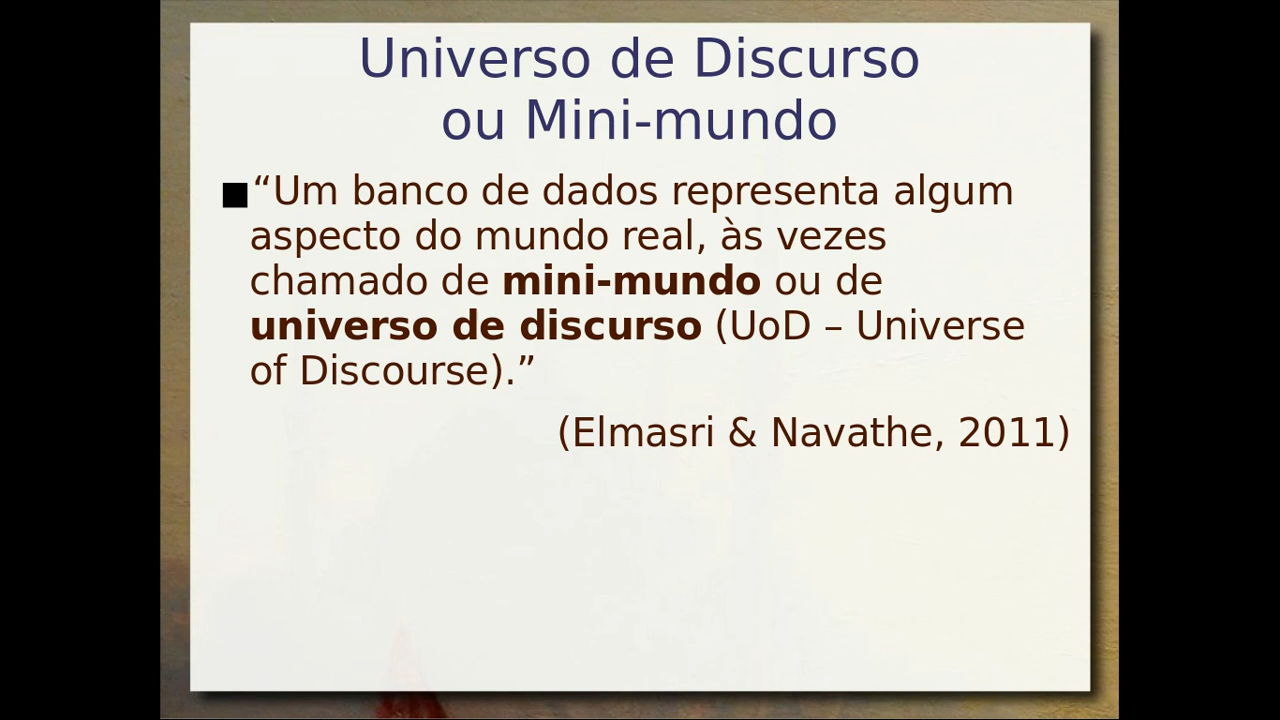 Universo de Discurso
ou Mini-mundo
■“Um banco de dados representa algum
aspecto do mundo real, às vezes
chamado de mini-mundo ou de
universo de discurso (UoD – Universe
of Discourse).”
(Elmasri & Navathe, 2011)